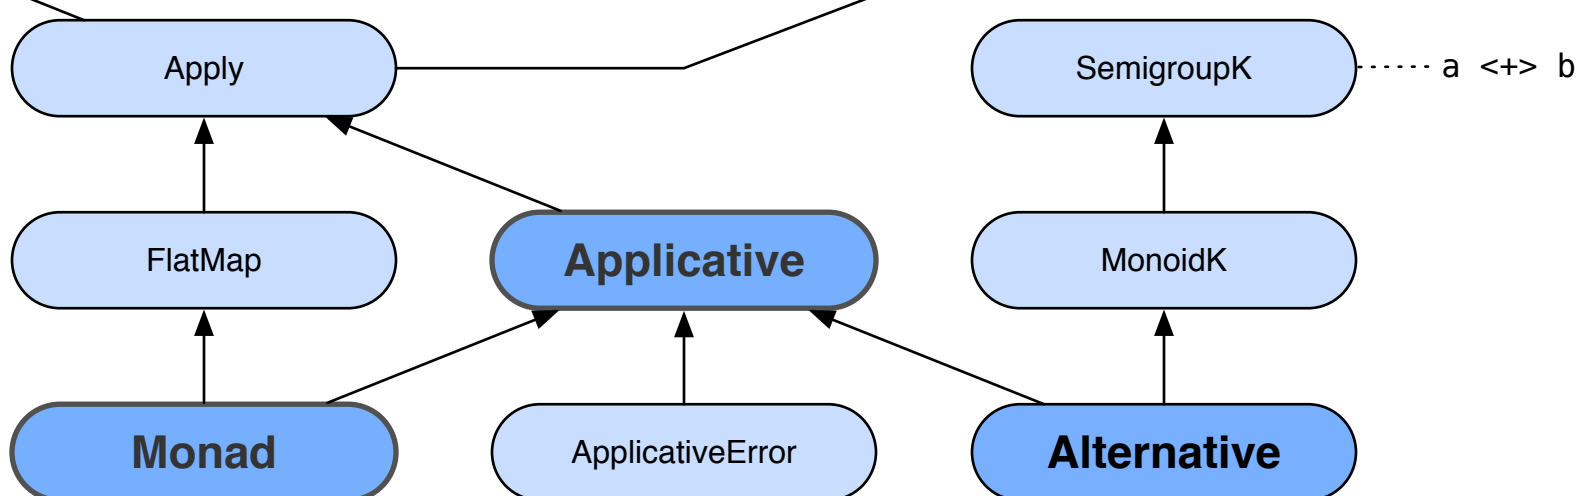 Apply
SemigroupK
a <+> b
FlatMap
Applicative
MonoidK
Monad
ApplicativeError
Alternative